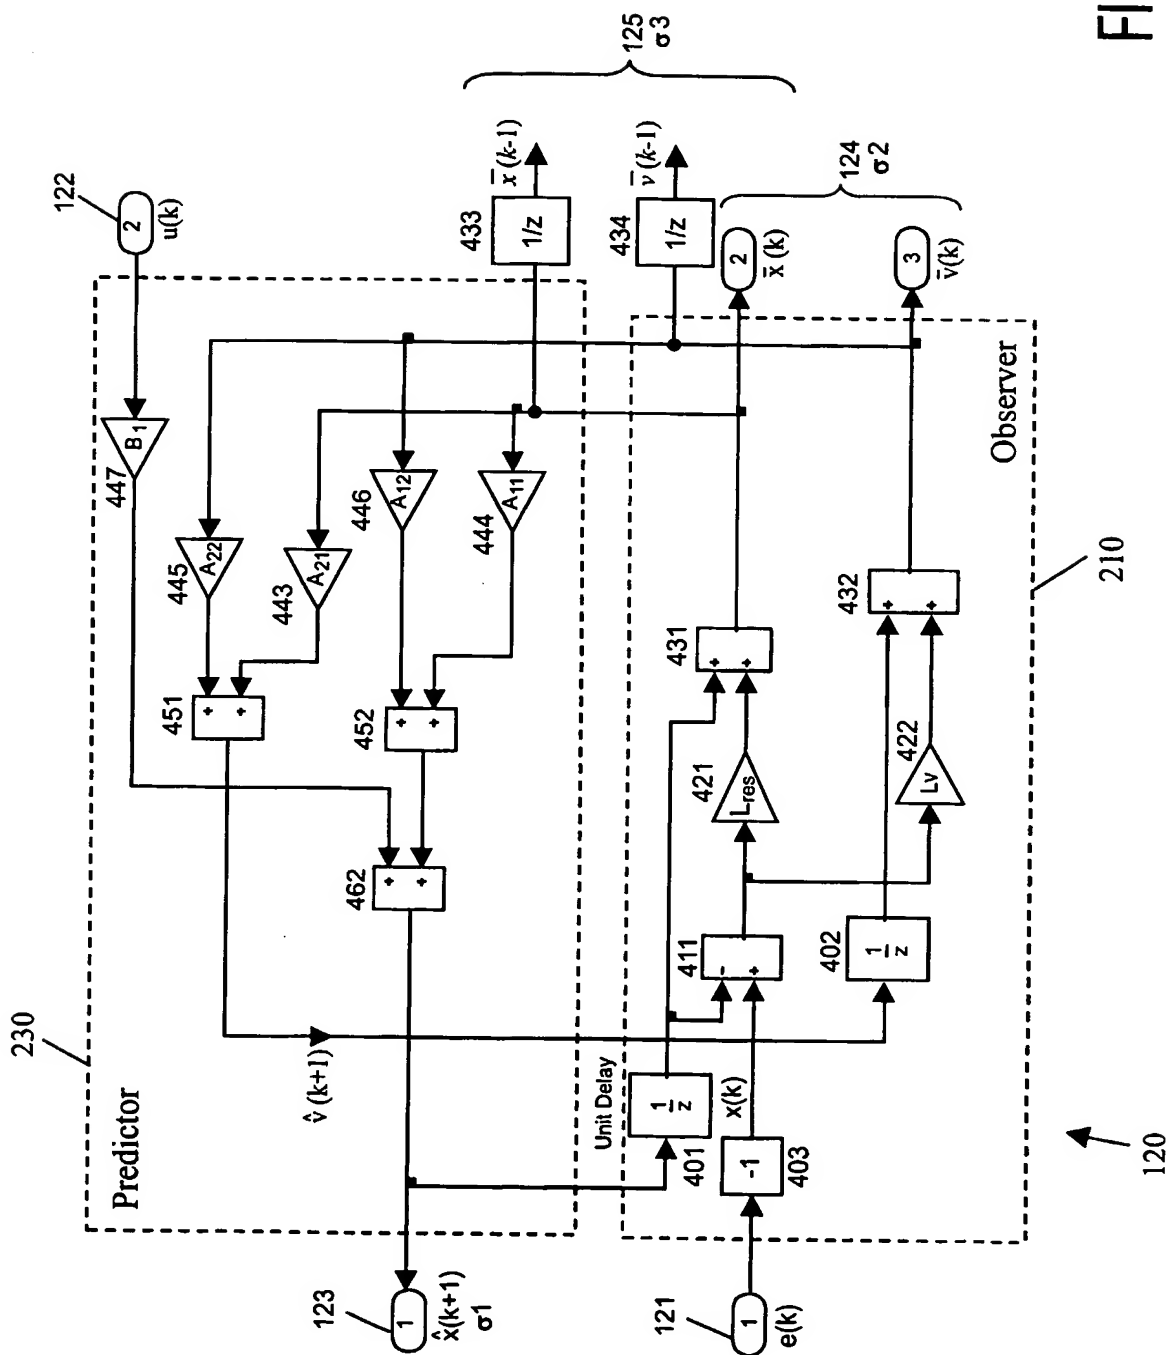 FI
125
σ3
x̄(k-1)
433
1/z
v̄(k-1)
434
1/z
124
σ2
2
x̄(k)
3
v̄(k)
122
2
u(k)
447
B1
445
A22
443
A21
446
A12
444
A11
451
+
+
452
+
+
462
+
+
230
Predictor
v̂(k+1)
123
1
x̂(k+1)
σ1
Observer
210
431
+
+
432
+
+
421
Lres
422
Lv
411
-
+
402
1
z
Unit Delay
1
z
401
x(k)
-1
403
121
1
e(k)
120